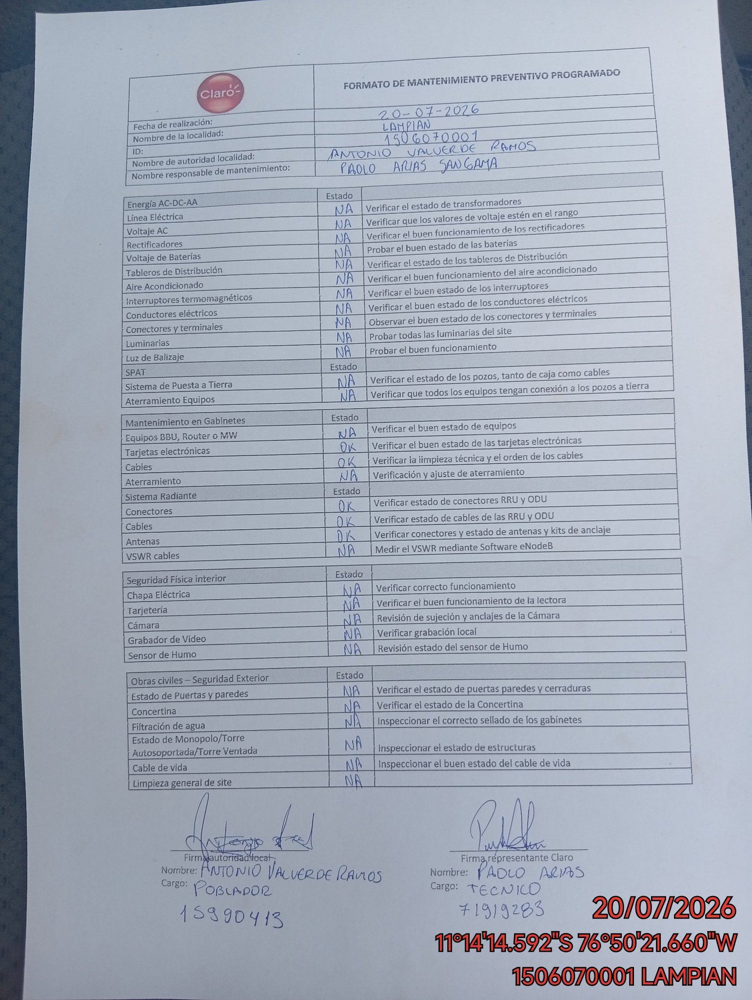 Claro
FORMATO DE MANTENIMIENTO PREVENTIVO PROGRAMADO
Fecha de realización: 20-07-2026
Nombre de la localidad: LAMPIAN
ID: 1506070001
Nombre de autoridad localidad: ANTONIO VALVERDE RAMOS
Nombre responsable de mantenimiento: PAOLO ARIAS SANGAMA
Energía AC-DC-AA Estado
Línea Eléctrica NA Verificar el estado de transformadores
Voltaje AC NA Verificar que los valores de voltaje estén en el rango
Rectificadores NA Verificar el buen funcionamiento de los rectificadores
Voltaje de Baterías NA Probar el buen estado de las baterías
Tableros de Distribución NA Verificar el estado de los tableros de Distribución
Aire Acondicionado NA Verificar el buen funcionamiento del aire acondicionado
Interruptores termomagnéticos NA Verificar el buen estado de los interruptores
Conductores eléctricos NA Verificar el buen estado de los conductores eléctricos
Conectores y terminales NA Observar el buen estado de los conectores y terminales
Luminarias NA Probar todas las luminarias del site
Luz de Balizaje NA Probar el buen funcionamiento
SPAT Estado
Sistema de Puesta a Tierra NA Verificar el estado de los pozos, tanto de caja como cables
Aterramiento Equipos NA Verificar que todos los equipos tengan conexión a los pozos a tierra
Mantenimiento en Gabinetes Estado
Equipos BBU, Router o MW NA Verificar el buen estado de equipos
Tarjetas electrónicas OK Verificar el buen estado de las tarjetas electrónicas
Cables OK Verificar la limpieza técnica y el orden de los cables
Aterramiento NA Verificación y ajuste de aterramiento
Sistema Radiante Estado
Conectores OK Verificar estado de conectores RRU y ODU
Cables OK Verificar estado de cables de las RRU y ODU
Antenas OK Verificar conectores y estado de antenas y kits de anclaje
VSWR cables NA Medir el VSWR mediante Software eNodeB
Seguridad Física interior Estado
Chapa Eléctrica NA Verificar correcto funcionamiento
Tarjetería NA Verificar el buen funcionamiento de la lectora
Cámara NA Revisión de sujeción y anclajes de la Cámara
Grabador de Video NA Verificar grabación local
Sensor de Humo NA Revisión estado del sensor de Humo
Obras civiles – Seguridad Exterior Estado
Estado de Puertas y paredes NA Verificar el estado de puertas paredes y cerraduras
Concertina NA Verificar el estado de la Concertina
Filtración de agua NA Inspeccionar el correcto sellado de los gabinetes
Estado de Monopolo/Torre
Autosoportada/Torre Ventada NA Inspeccionar el estado de estructuras
Cable de vida NA Inspeccionar el buen estado del cable de vida
Limpieza general de site NA
Firma autoridad local Firma representante Claro
Nombre: ANTONIO VALVERDE RAMOS Nombre: PAOLO ARIAS
Cargo: POBLADOR Cargo: TECNICO
15990413 71919283
20/07/2026
11°14'14.592"S 76°50'21.660"W
1506070001 LAMPIAN